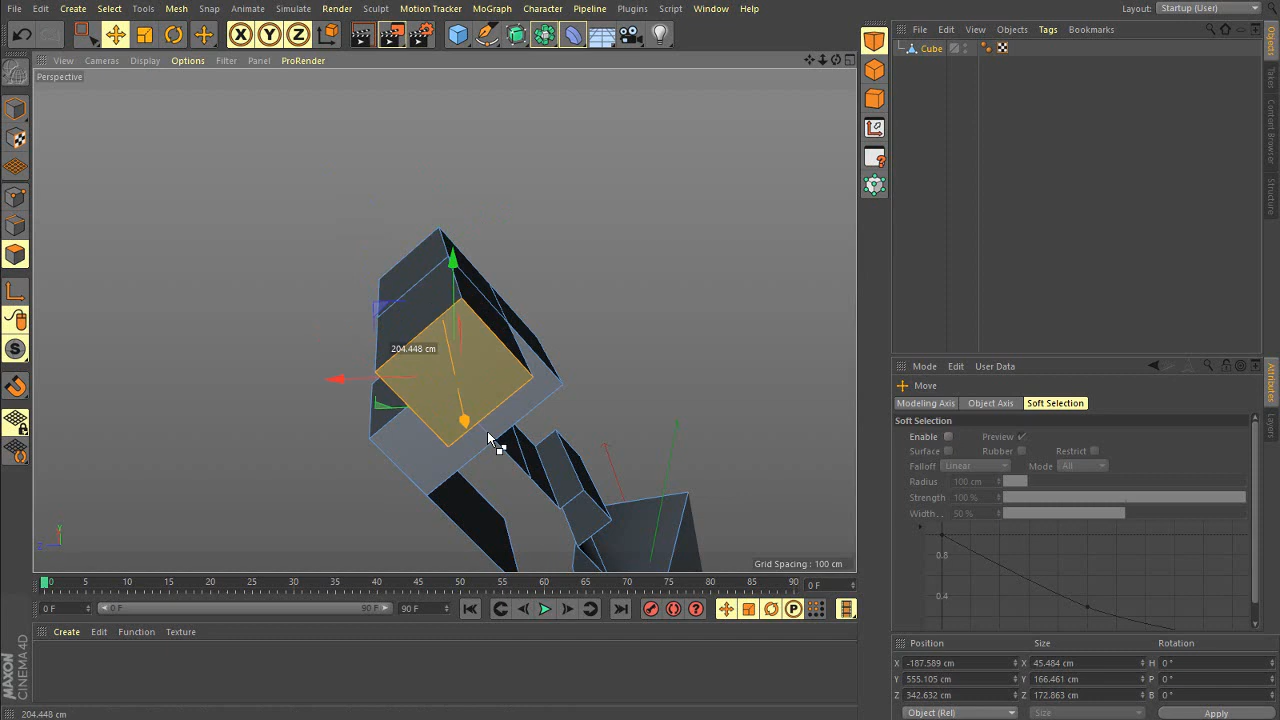 File Edit Create Select Tools Mesh Snap Animate Simulate Render Sculpt Motion Tracker MoGraph Character Pipeline Plugins Script Window Help Layout: Startup (User)
X Y Z
File Edit View Objects Tags Bookmarks
Cube
View Cameras Display Options Filter Panel ProRender
Perspective
204.448 cm
Grid Spacing : 100 cm
Objects
Takes
Content Browser
Structure
Mode Edit User Data
Move
Modeling Axis Object Axis Soft Selection
Soft Selection
Enable Preview ✓
Surface Rubber Restrict
Falloff Linear Mode All
Radius 100 cm
Strength 100 %
Width.. 50 %
0.8
0.4
Attributes
Layers
0 5 10 15 20 25 30 35 40 45 50 55 60 65 70 75 80 85 90 0 F
0 F 0 F 90 F 90 F
Create Edit Function Texture
Position Size Rotation
X -187.589 cm X 45.484 cm H 0 °
Y 555.105 cm Y 166.461 cm P 0 °
Z 342.632 cm Z 172.863 cm B 0 °
Object (Rel) Size Apply
MAXON
CINEMA 4D
204.448 cm